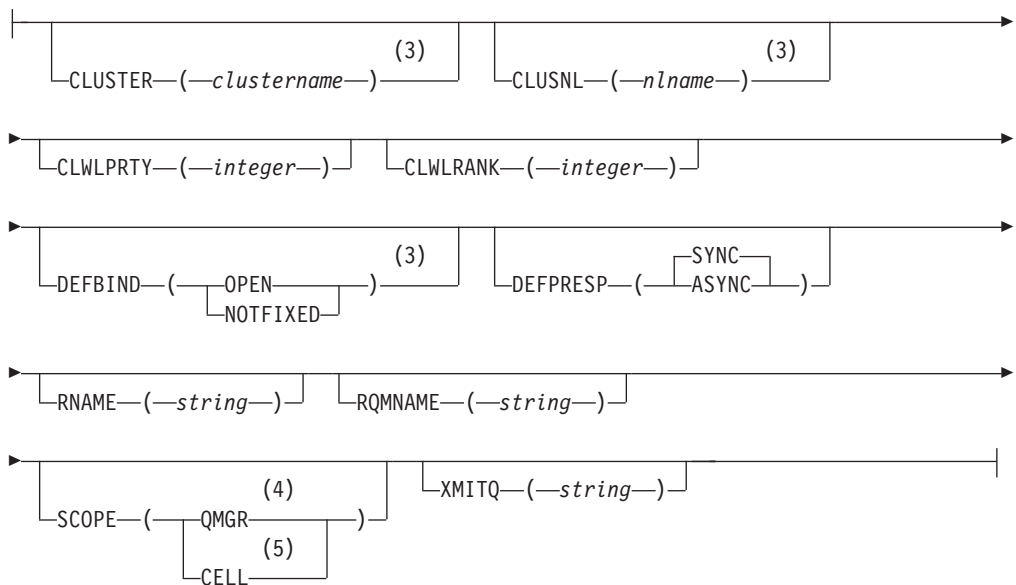 (3) (3)
CLUSTER ( clustername ) CLUSNL ( nlname )
CLWLPRTY ( integer ) CLWLRANK ( integer )
(3) SYNC
DEFBIND ( OPEN ) DEFPRESP ( ASYNC )
NOTFIXED
RNAME ( string ) RQMNAME ( string )
(4) XMITQ ( string )
SCOPE ( QMGR )
(5)
CELL